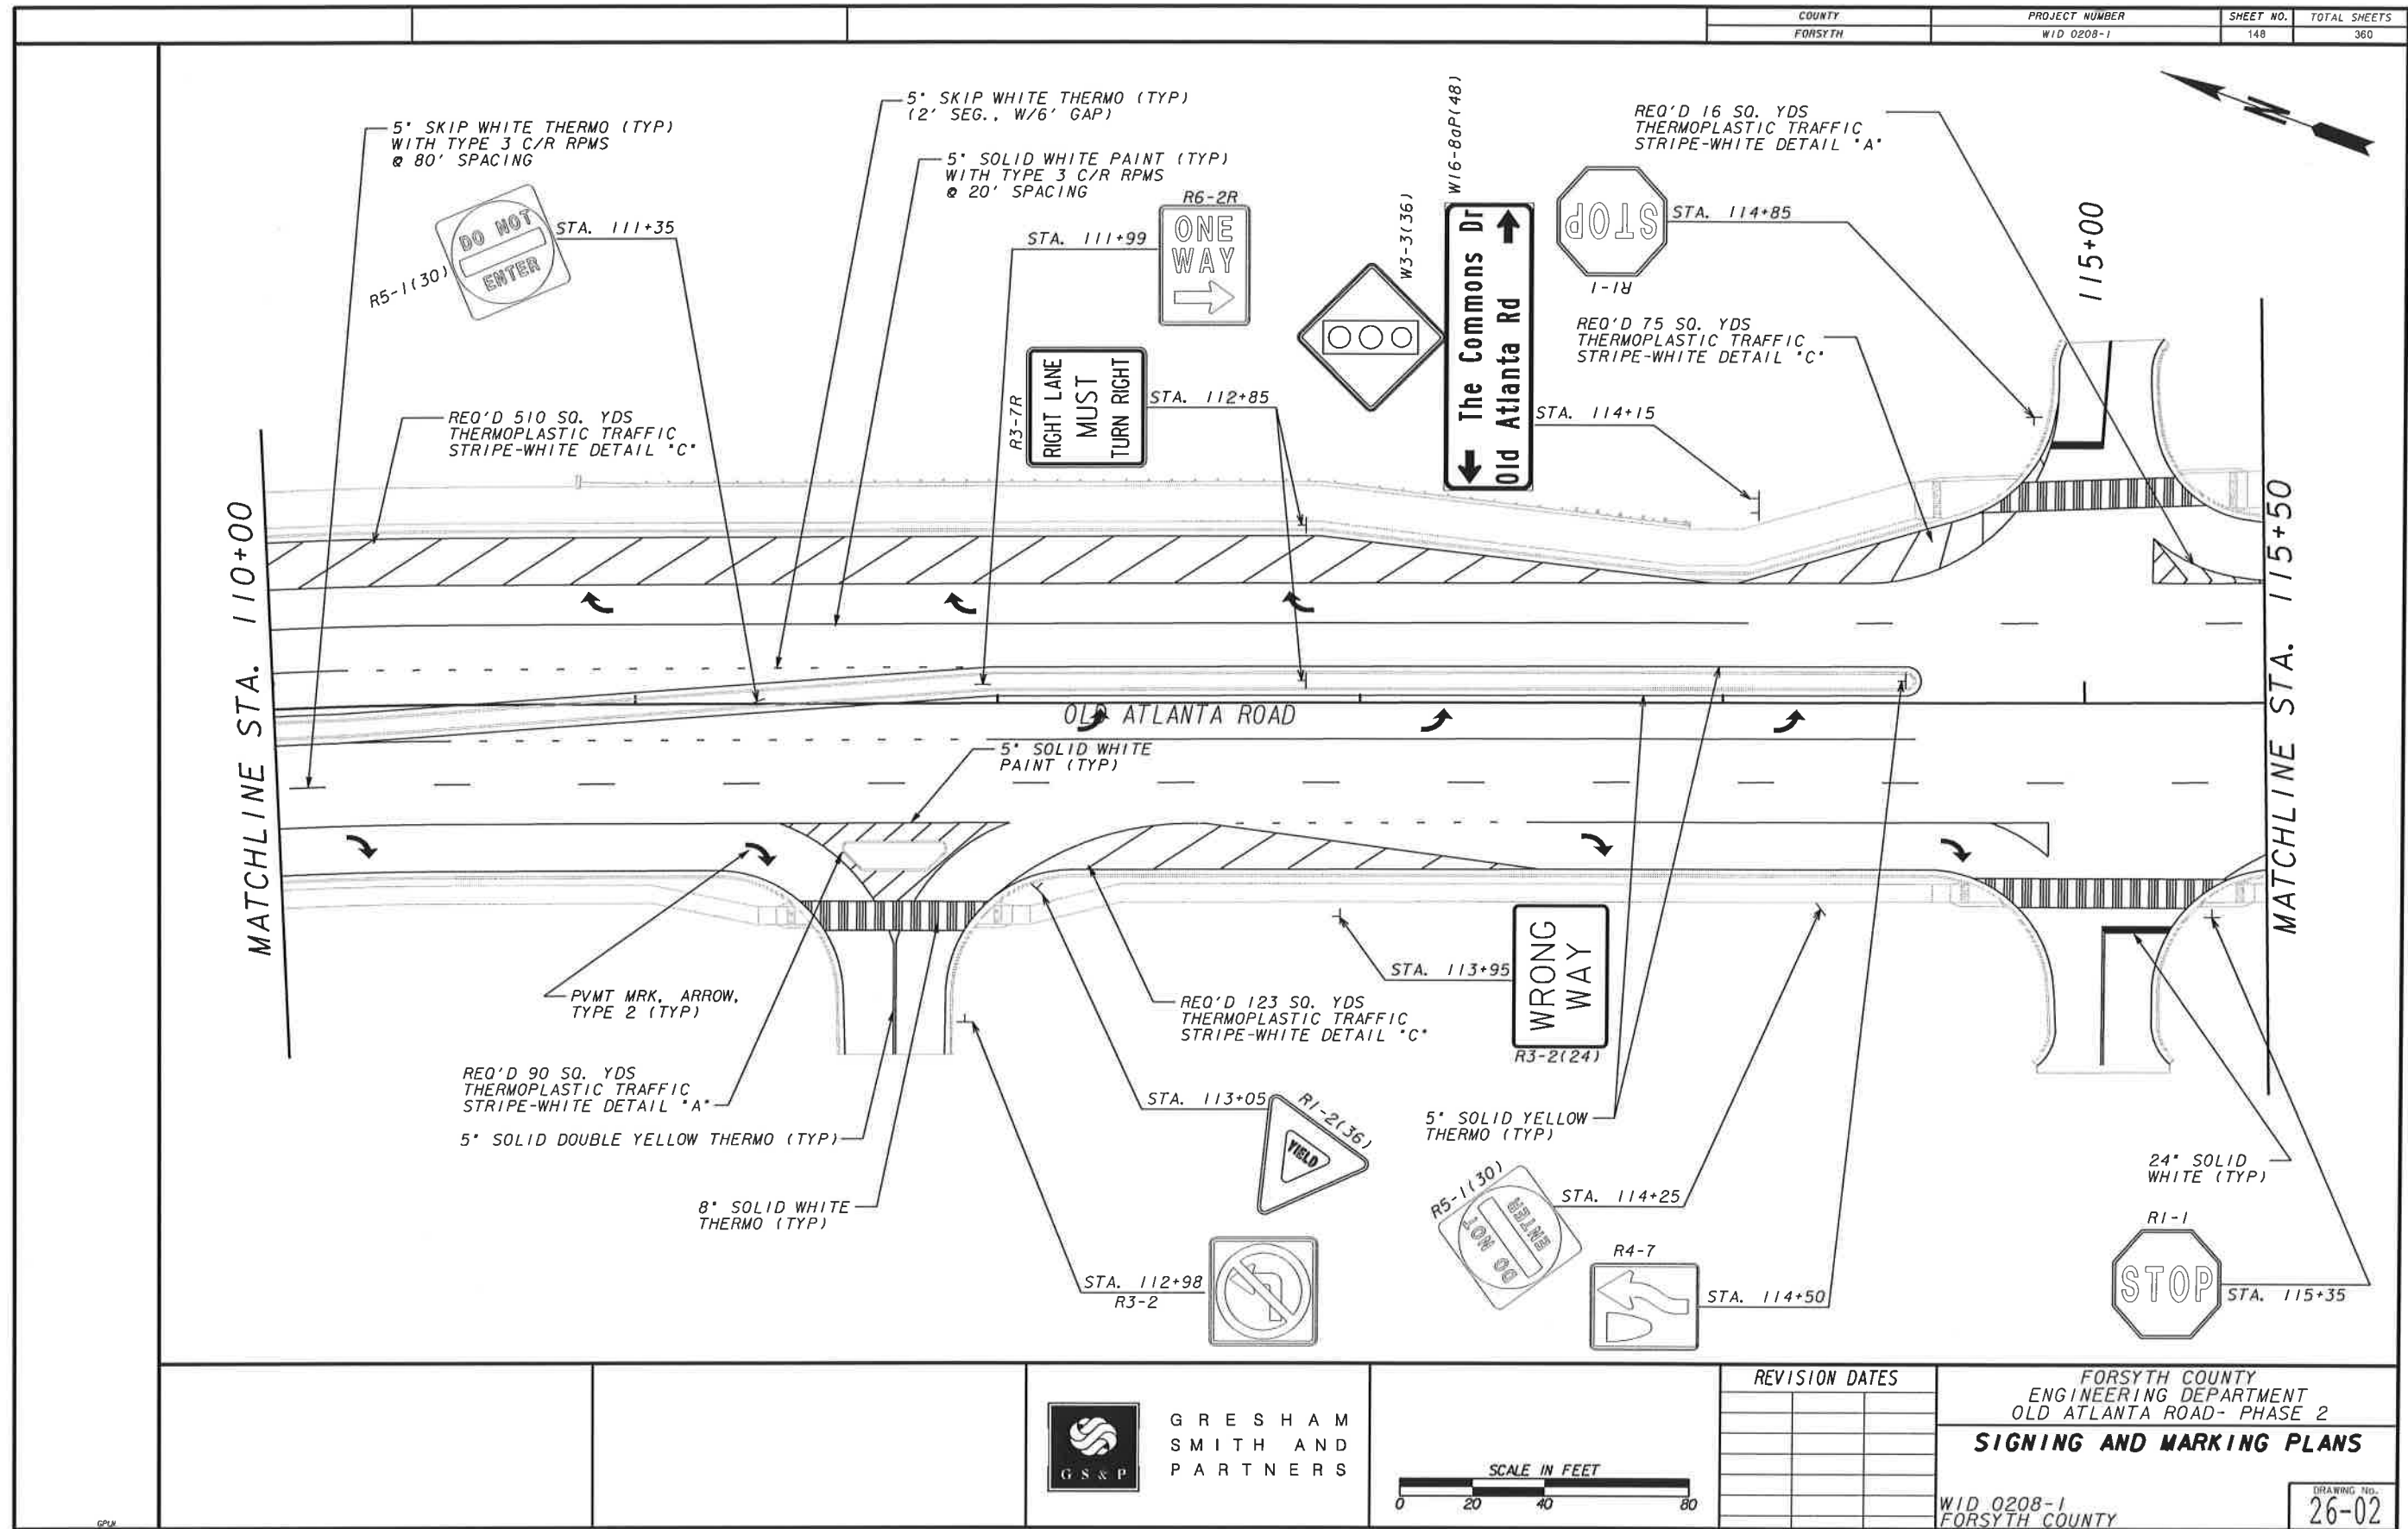 COUNTY
PROJECT NUMBER
SHEET NO.
TOTAL SHEETS
FORSYTH
WID 0208-1
148
360
5" SKIP WHITE THERMO (TYP)
WITH TYPE 3 C/R RPMS
@ 80' SPACING
5" SKIP WHITE THERMO (TYP)
(2' SEG., W/6' GAP)
5" SOLID WHITE PAINT (TYP)
WITH TYPE 3 C/R RPMS
@ 20' SPACING
DO NOT
ENTER
R5-1(30)
STA. 111+35
R6-2R
ONE
WAY
STA. 111+99
R3-7R
RIGHT LANE
MUST
TURN RIGHT
STA. 112+85
W3-3(36)
W16-8aP(48)
The Commons Dr
Old Atlanta Rd
STA. 114+15
REQ'D 16 SQ. YDS
THERMOPLASTIC TRAFFIC
STRIPE-WHITE DETAIL "A"
STOP
R1-1
STA. 114+85
REQ'D 75 SQ. YDS
THERMOPLASTIC TRAFFIC
STRIPE-WHITE DETAIL "C"
N
115+00
REQ'D 510 SQ. YDS
THERMOPLASTIC TRAFFIC
STRIPE-WHITE DETAIL "C"
MATCHLINE STA. 110+00
MATCHLINE STA. 115+50
OLD ATLANTA ROAD
5" SOLID WHITE
PAINT (TYP)
PVMT MRK, ARROW,
TYPE 2 (TYP)
REQ'D 90 SQ. YDS
THERMOPLASTIC TRAFFIC
STRIPE-WHITE DETAIL "A"
5" SOLID DOUBLE YELLOW THERMO (TYP)
8" SOLID WHITE
THERMO (TYP)
STA. 113+95
WRONG
WAY
R3-2(24)
REQ'D 123 SQ. YDS
THERMOPLASTIC TRAFFIC
STRIPE-WHITE DETAIL "C"
STA. 113+05
R1-2(36)
YIELD
STA. 112+98
R3-2
5" SOLID YELLOW
THERMO (TYP)
R5-1(30)
DO NOT
ENTER
STA. 114+25
R4-7
STA. 114+50
24" SOLID
WHITE (TYP)
R1-1
STOP
STA. 115+35
G S & P
GRESHAM
SMITH AND
PARTNERS
SCALE IN FEET
0 20 40 80
REVISION DATES
FORSYTH COUNTY
ENGINEERING DEPARTMENT
OLD ATLANTA ROAD- PHASE 2
SIGNING AND MARKING PLANS
WID 0208-1
FORSYTH COUNTY
DRAWING No.
26-02